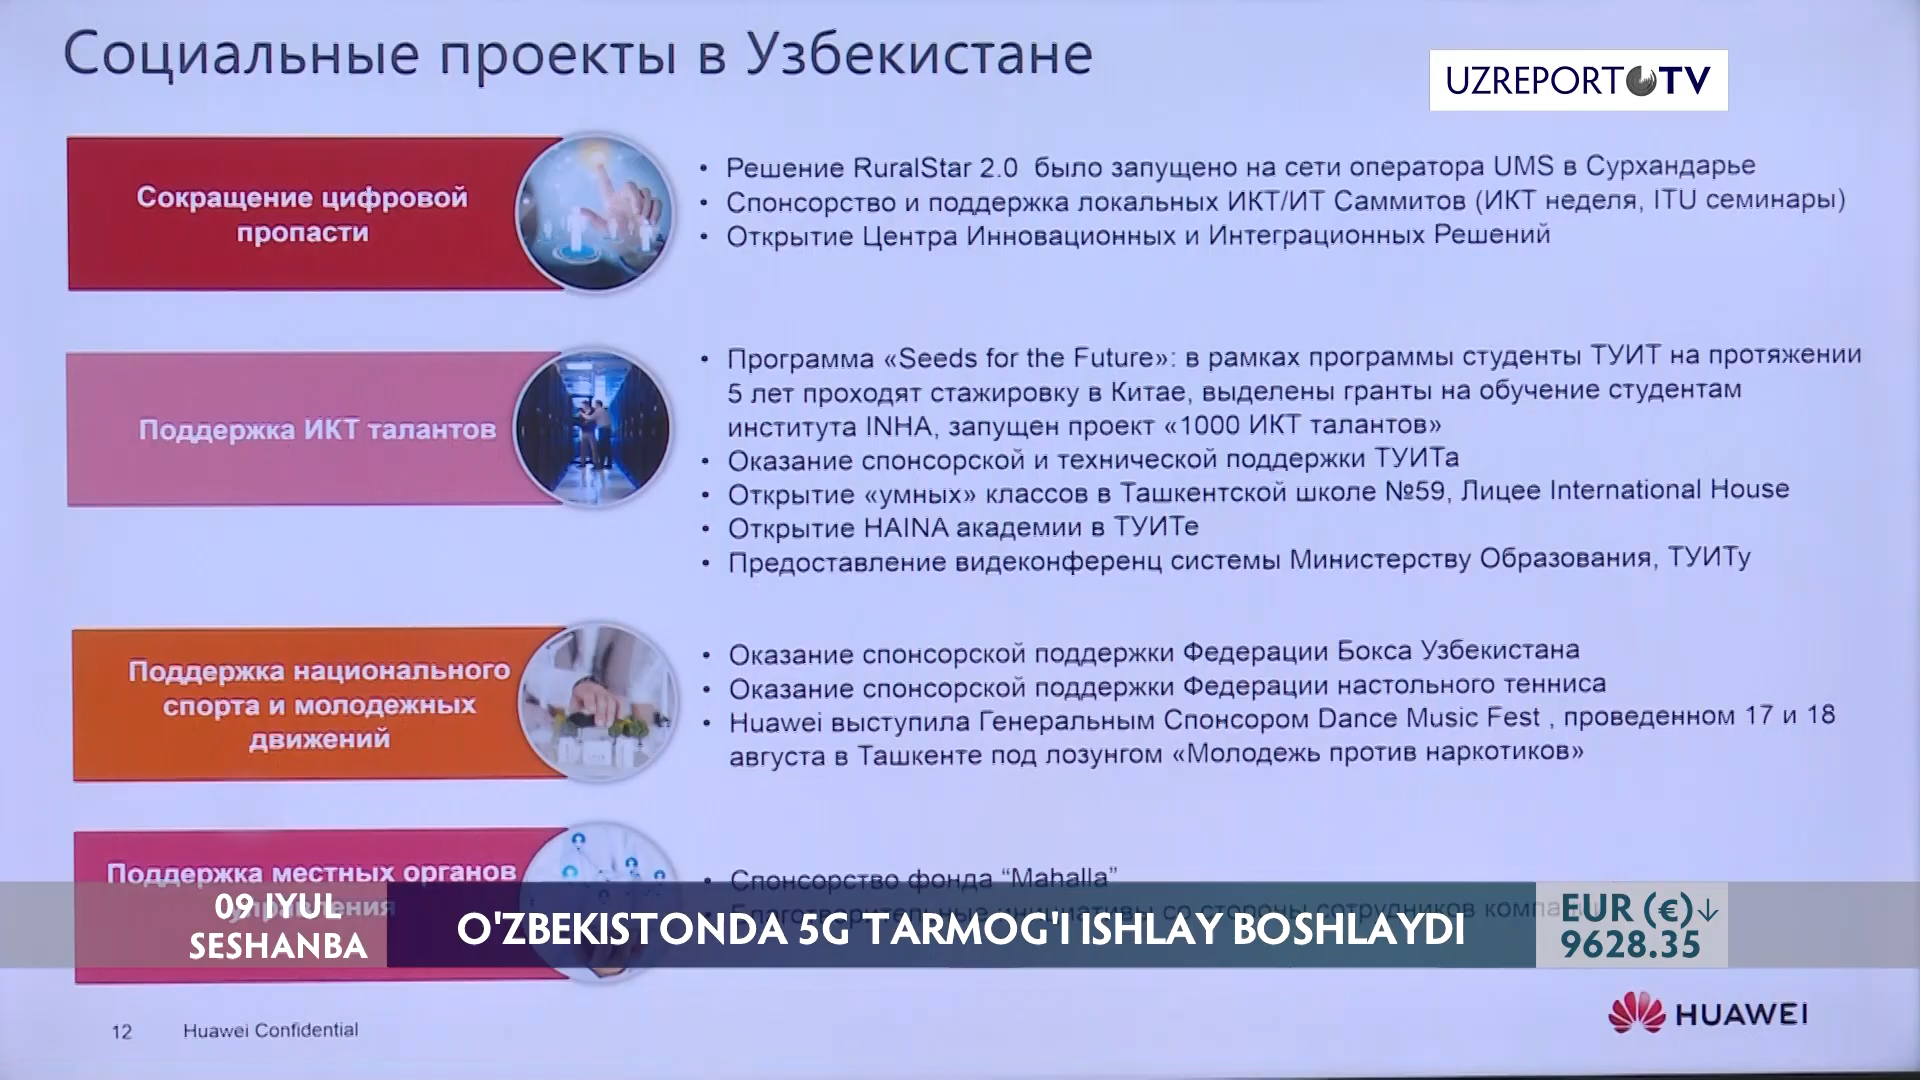 Социальные проекты в Узбекистане
UZREPORT TV
Сокращение цифровой
пропасти
• Решение RuralStar 2.0 было запущено на сети оператора UMS в Сурхандарье
• Спонсорство и поддержка локальных ИКТ/ИТ Саммитов (ИКТ неделя, ITU семинары)
• Открытие Центра Инновационных и Интеграционных Решений
Поддержка ИКТ талантов
• Программа «Seeds for the Future»: в рамках программы студенты ТУИТ на протяжении
5 лет проходят стажировку в Китае, выделены гранты на обучение студентам
института INHA, запущен проект «1000 ИКТ талантов»
• Оказание спонсорской и технической поддержки ТУИТа
• Открытие «умных» классов в Ташкентской школе №59, Лицее International House
• Открытие HAINA академии в ТУИТе
• Предоставление видеконференц системы Министерству Образования, ТУИТу
Поддержка национального
спорта и молодежных
движений
• Оказание спонсорской поддержки Федерации Бокса Узбекистана
• Оказание спонсорской поддержки Федерации настольного тенниса
• Huawei выступила Генеральным Спонсором Dance Music Fest , проведенном 17 и 18
августа в Ташкенте под лозунгом «Молодежь против наркотиков»
Поддержка местных органов
управления
• Спонсорство фонда “Mahalla”
Благотворительные инициативы со стороны сотрудников
09 IYUL
SESHANBA
O'ZBEKISTONDA 5G TARMOG'I ISHLAY BOSHLAYDI
EUR (€)↓
9628.35
12 Huawei Confidential
HUAWEI